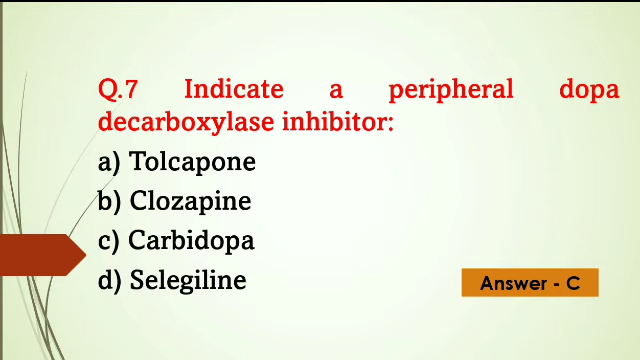 Q.7 Indicate a peripheral dopa
decarboxylase inhibitor:
a) Tolcapone
b) Clozapine
c) Carbidopa
d) Selegiline
Answer - C